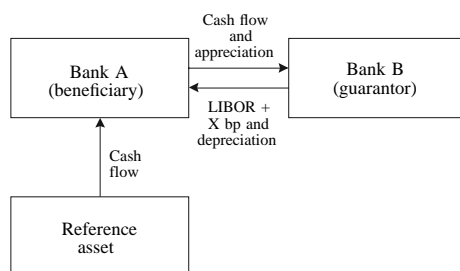 Cash flow
and
appreciation
Bank A
(beneficiary)
Bank B
(guarantor)
LIBOR +
X bp and
depreciation
Cash
flow
Reference
asset